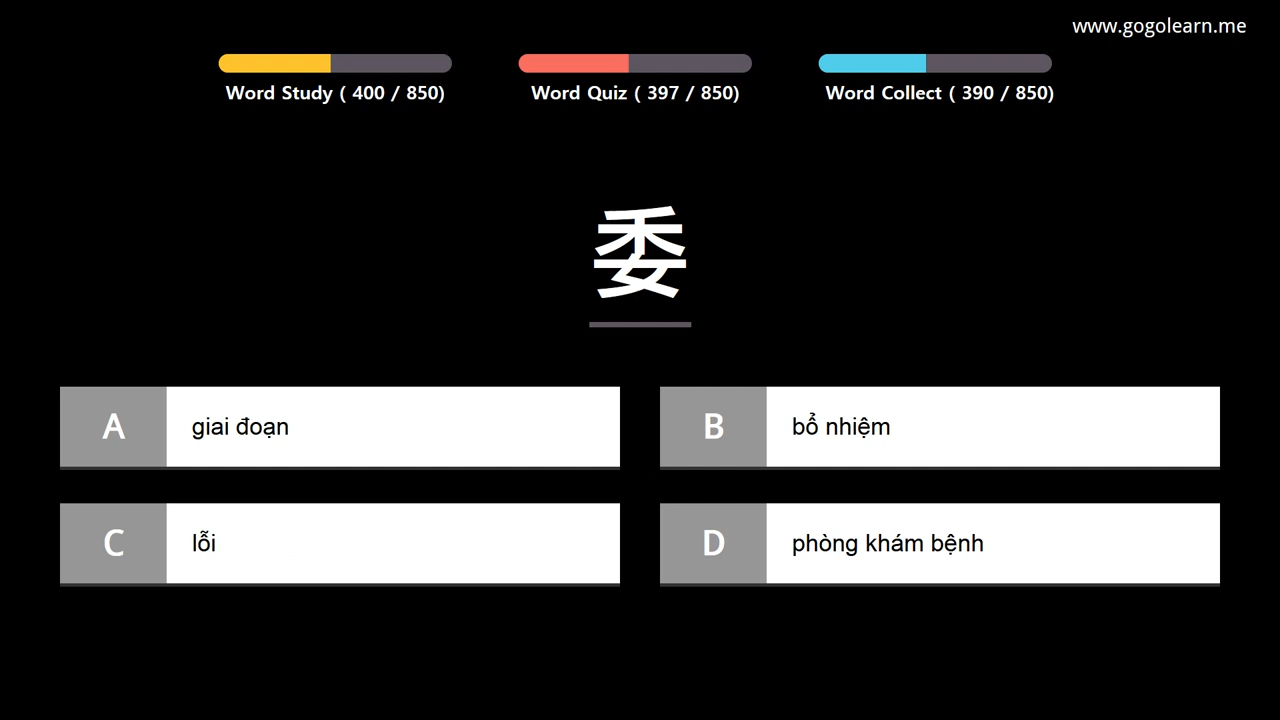 www.gogolearn.me
Word Study ( 400 / 850)
Word Quiz ( 397 / 850)
Word Collect ( 390 / 850)
委
A giai đoạn
B bổ nhiệm
C lỗi
D phòng khám bệnh